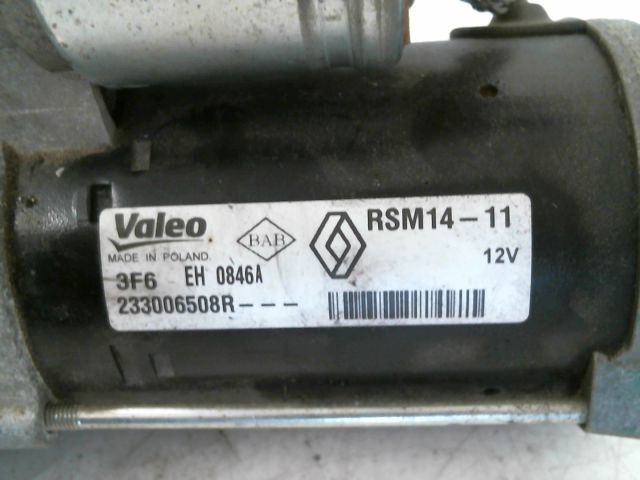 Valeo
MADE IN POLAND
BAB
RSM14-11
12V
3F6 EH 0846A
233006508R---